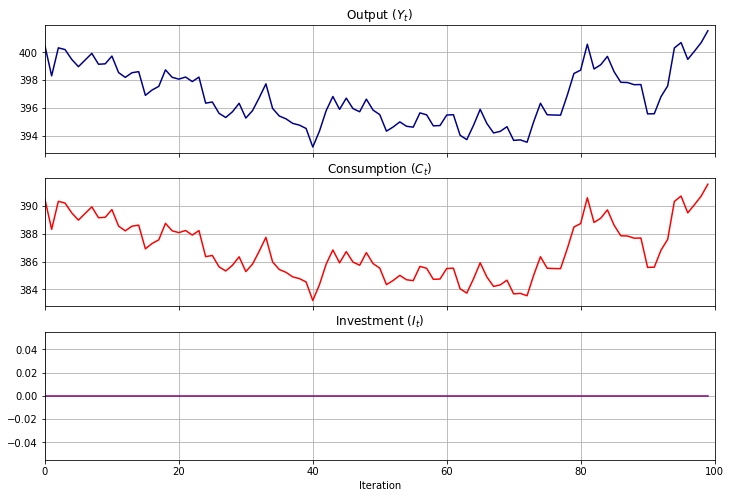 Output (Y_t)
400
398
396
394
Consumption (C_t)
390
388
386
384
Investment (I_t)
0.04
0.02
0.00
−0.02
−0.04
0 20 40 60 80 100
Iteration